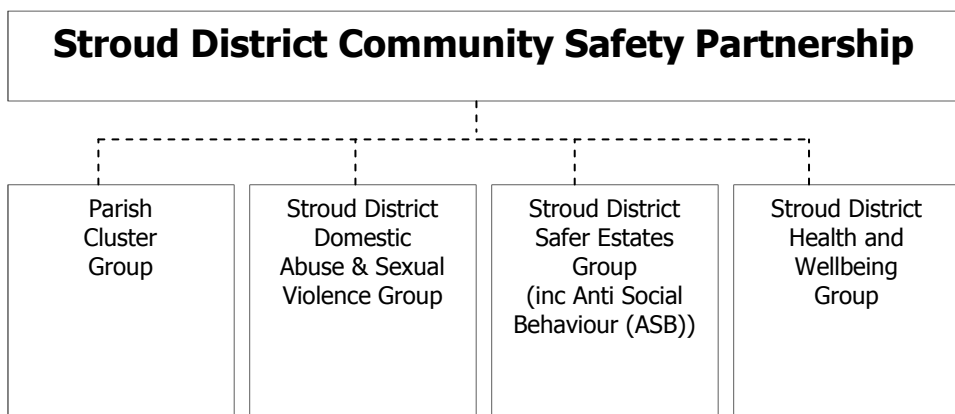 Stroud District Community Safety Partnership
Parish
Cluster
Group
Stroud District
Domestic
Abuse & Sexual
Violence Group
Stroud District
Safer Estates
Group
(inc Anti Social
Behaviour (ASB))
Stroud District
Health and
Wellbeing
Group